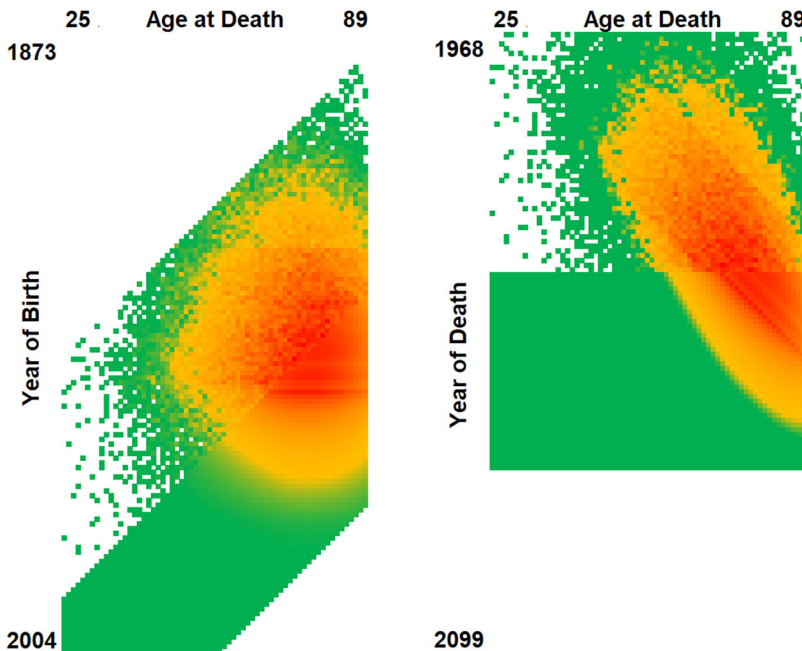 25 Age at Death 89
1873
Year of Birth
2004
25 Age at Death 89
1968
Year of Death
2099